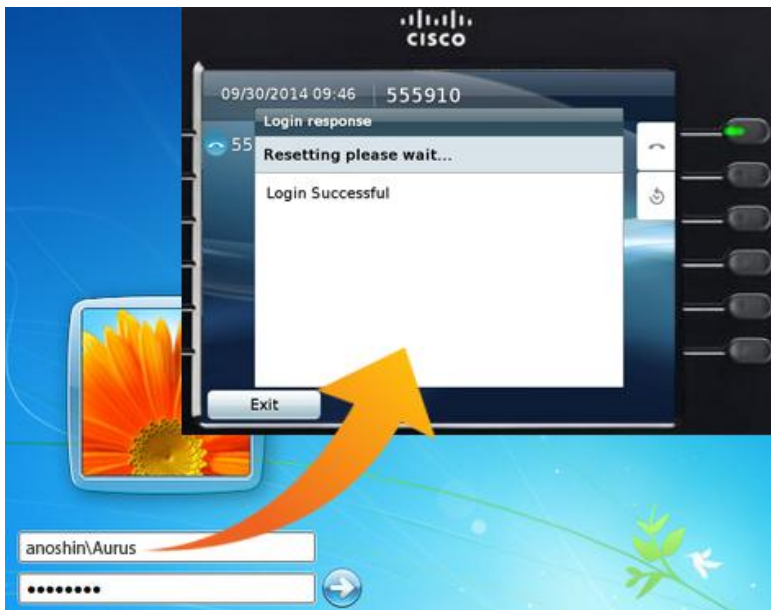 CISCO
09/30/2014 09:46 555910
Login response
55
Resetting please wait...
Login Successful
Exit
anoshin\Aurus
••••••••